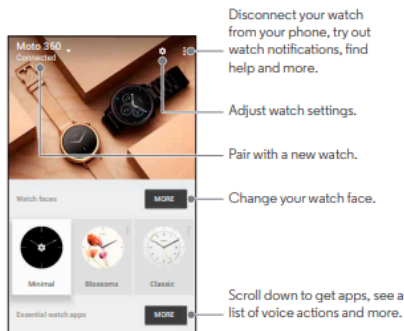 Disconnect your watch
from your phone, try out
watch notifications, find
help and more.
Moto 360
Connected
Adjust watch settings.
Pair with a new watch.
Watch faces
MORE
Change your watch face.
Minimal
Blossoms
Classic
Scroll down to get apps, see a
list of voice actions and more.
Essential watch apps
MORE